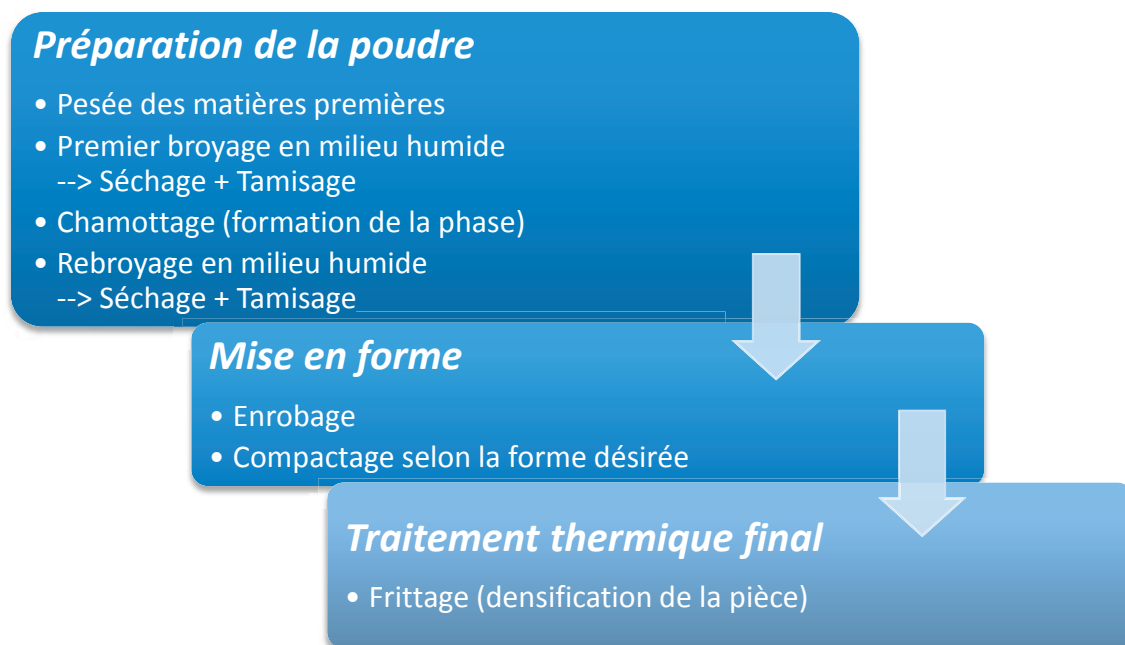 Préparation de la poudre
• Pesée des matières premières
• Premier broyage en milieu humide
--> Séchage + Tamisage
• Chamottage (formation de la phase)
• Rebroyage en milieu humide
--> Séchage + Tamisage
Mise en forme
• Enrobage
• Compactage selon la forme désirée
Traitement thermique final
• Frittage (densification de la pièce)